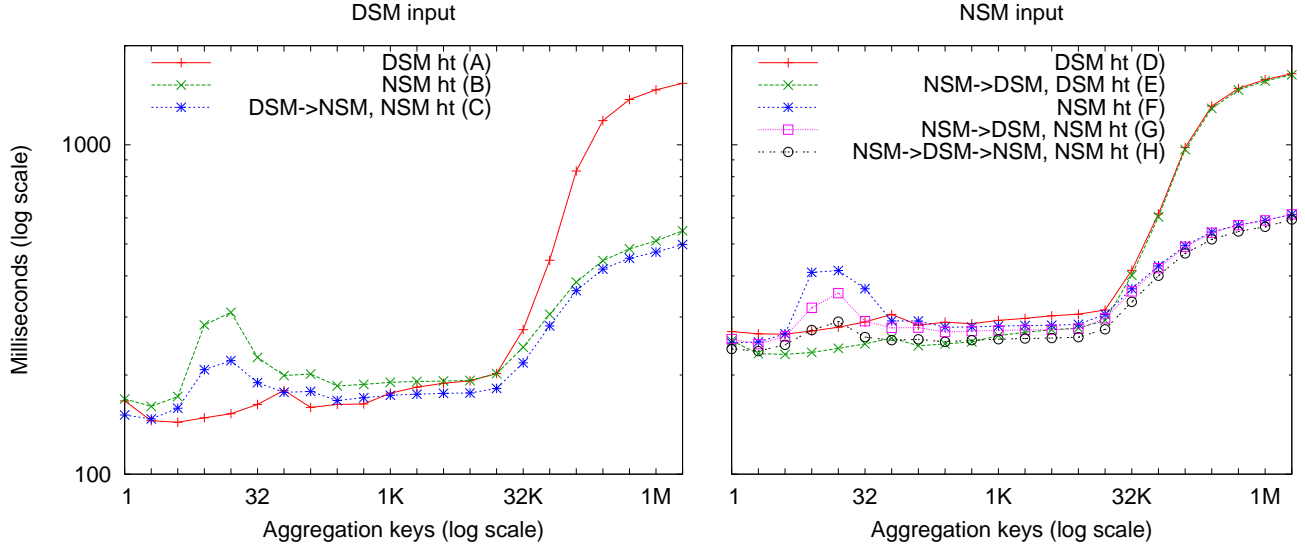 DSM input
DSM ht (A)
NSM ht (B)
DSM->NSM, NSM ht (C)
Milliseconds (log scale)
1000
100
1
32
1K
32K
1M
Aggregation keys (log scale)
NSM input
DSM ht (D)
NSM->DSM, DSM ht (E)
NSM ht (F)
NSM->DSM, NSM ht (G)
NSM->DSM->NSM, NSM ht (H)
1
32
1K
32K
1M
Aggregation keys (log scale)